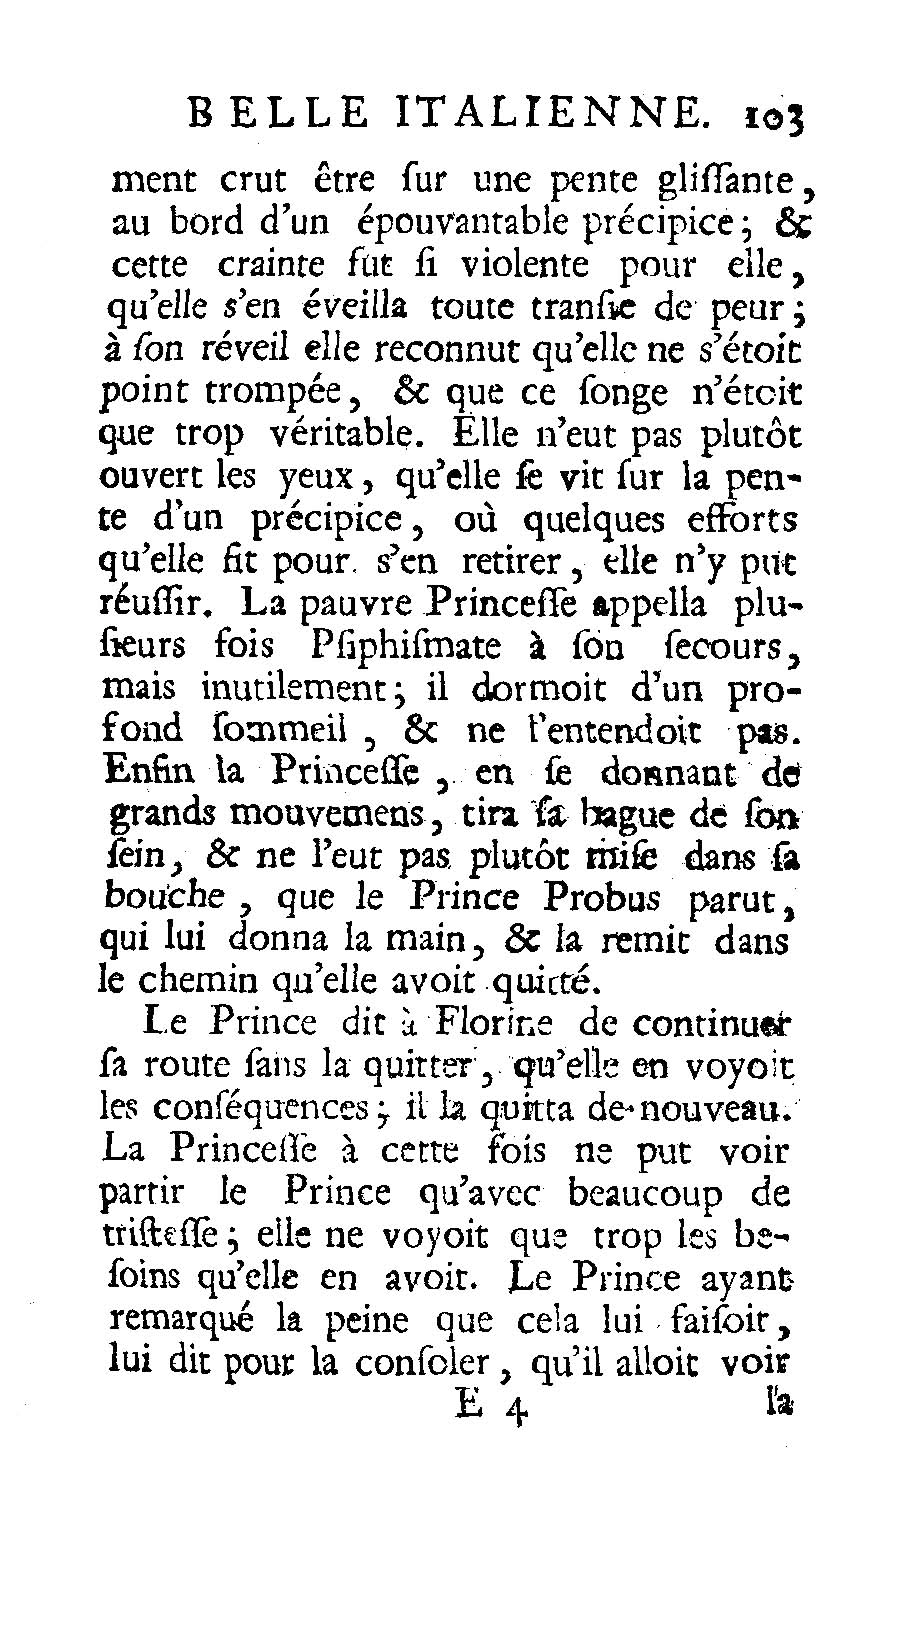 BELLE ITALIENNE. 103
ment crut être ſur une pente gliſſante,
au bord d'un épouvantable précipice; &
cette crainte fut ſi violente pour elle,
qu'elle s'en éveilla toute tranſie de peur;
à ſon réveil elle reconnut qu'elle ne s'étoit
point trompée, & que ce ſonge n'étoit
que trop véritable. Elle n'eut pas plutôt
ouvert les yeux, qu'elle ſe vit ſur la pen-
te d'un précipice, où quelques efforts
qu'elle fit pour s'en retirer, elle n'y put
réuſſir. La pauvre Princeſſe appella plu-
ſieurs fois Pſiphiſmate à ſon ſecours,
mais inutilement; il dormoit d'un pro-
fond ſommeil, & ne l'entendoit pas.
Enfin la Princeſſe, en ſe donnant de
grands mouvemens, tira ſa bague de ſon
ſein, & ne l'eut pas plutôt miſe dans ſa
bouche, que le Prince Probus parut,
qui lui donna la main, & la remit dans
le chemin qu'elle avoit quitté.
Le Prince dit à Florine de continuer
ſa route ſans la quitter, qu'elle en voyoit
les conſéquences; il la quitta de nouveau.
La Princeſſe à cette fois ne put voir
partir le Prince qu'avec beaucoup de
triſteſſe; elle ne voyoit que trop les be-
ſoins qu'elle en avoit. Le Prince ayant
remarqué la peine que cela lui faiſoit,
lui dit pour la conſoler, qu'il alloit voir
E 4 la